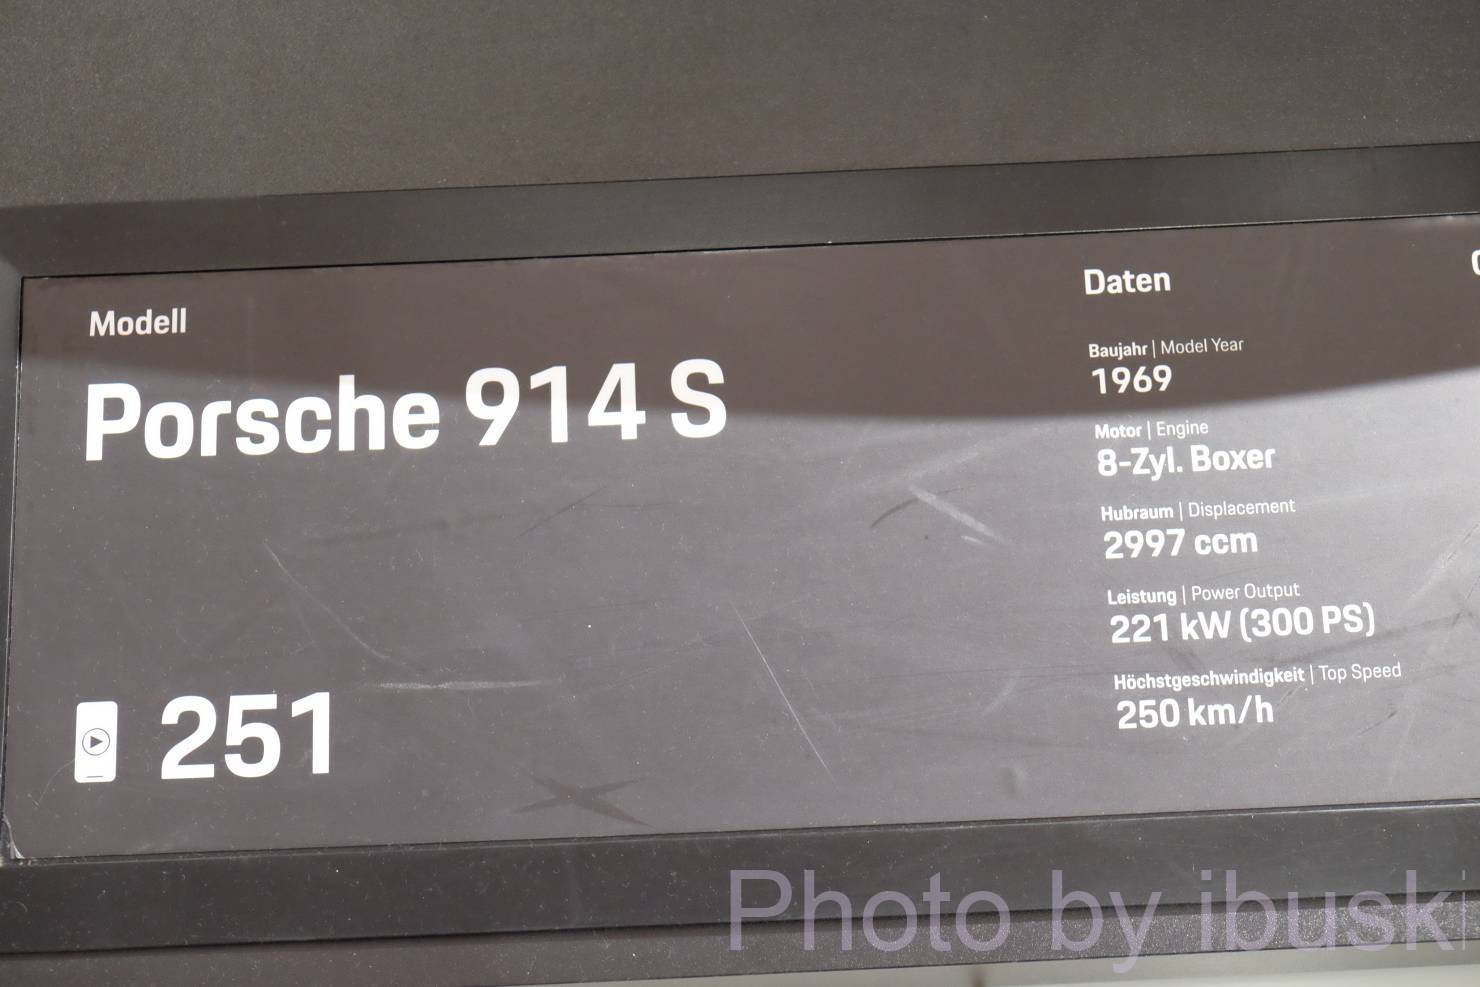 Modell
Porsche 914 S
251
Daten
Baujahr | Model Year
1969
Motor | Engine
8-Zyl. Boxer
Hubraum | Displacement
2997 ccm
Leistung | Power Output
221 kW (300 PS)
Höchstgeschwindigkeit | Top Speed
250 km/h
Photo by ibuski